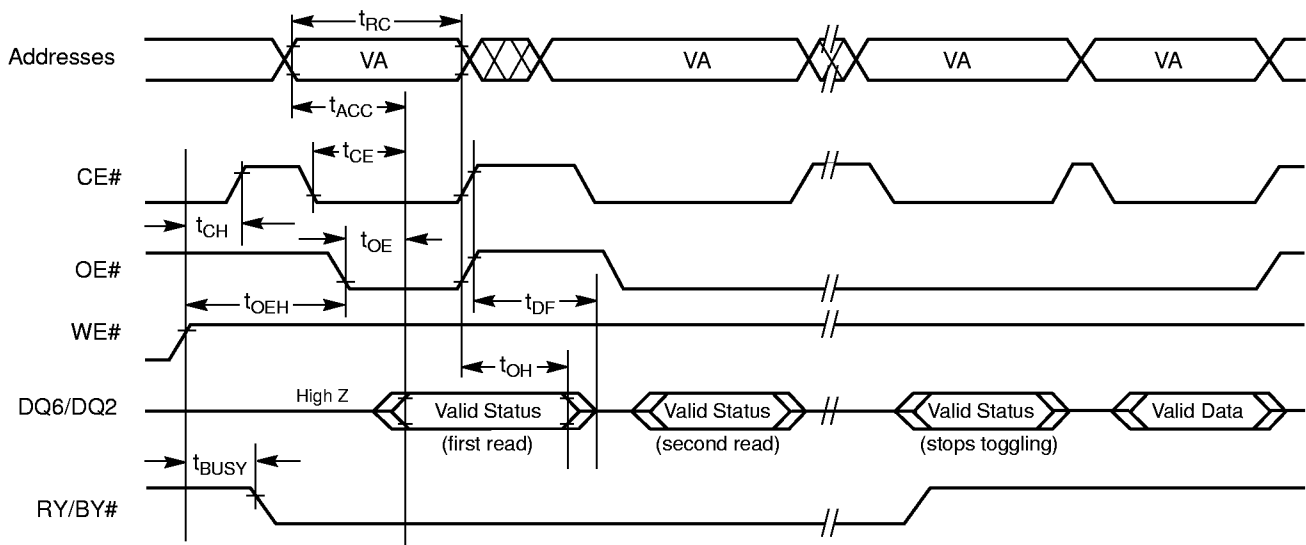 tRC
Addresses VA VA VA VA
tACC
tCE
CE#
tCH tOE
OE#
tOEH tDF
WE#
tOH
High Z
DQ6/DQ2 Valid Status Valid Status Valid Status Valid Data
(first read) (second read) (stops toggling)
tBUSY
RY/BY#